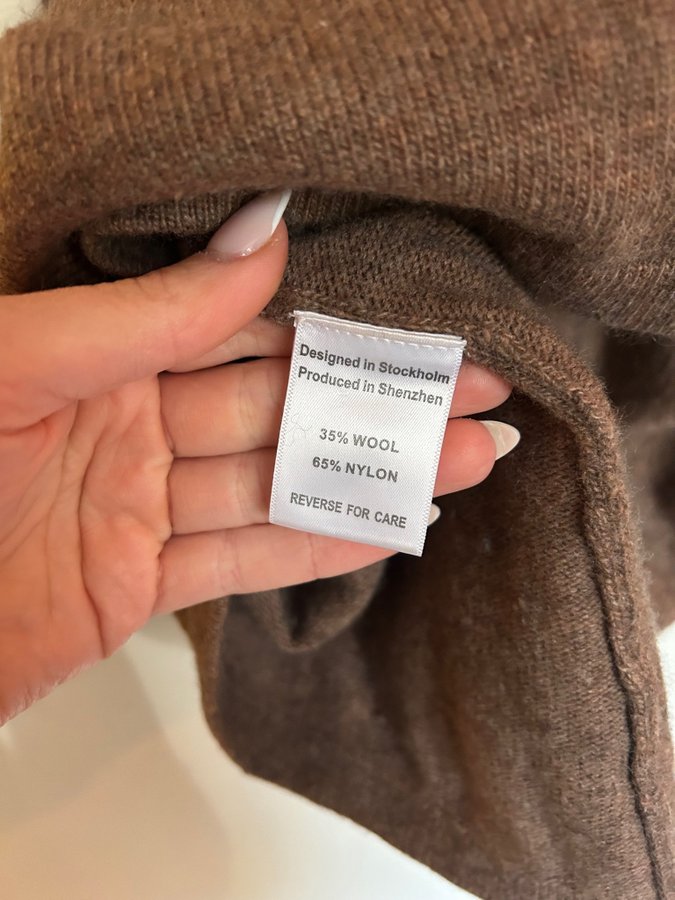 Designed in Stockholm
Produced in Shenzhen
35% WOOL
65% NYLON
REVERSE FOR CARE